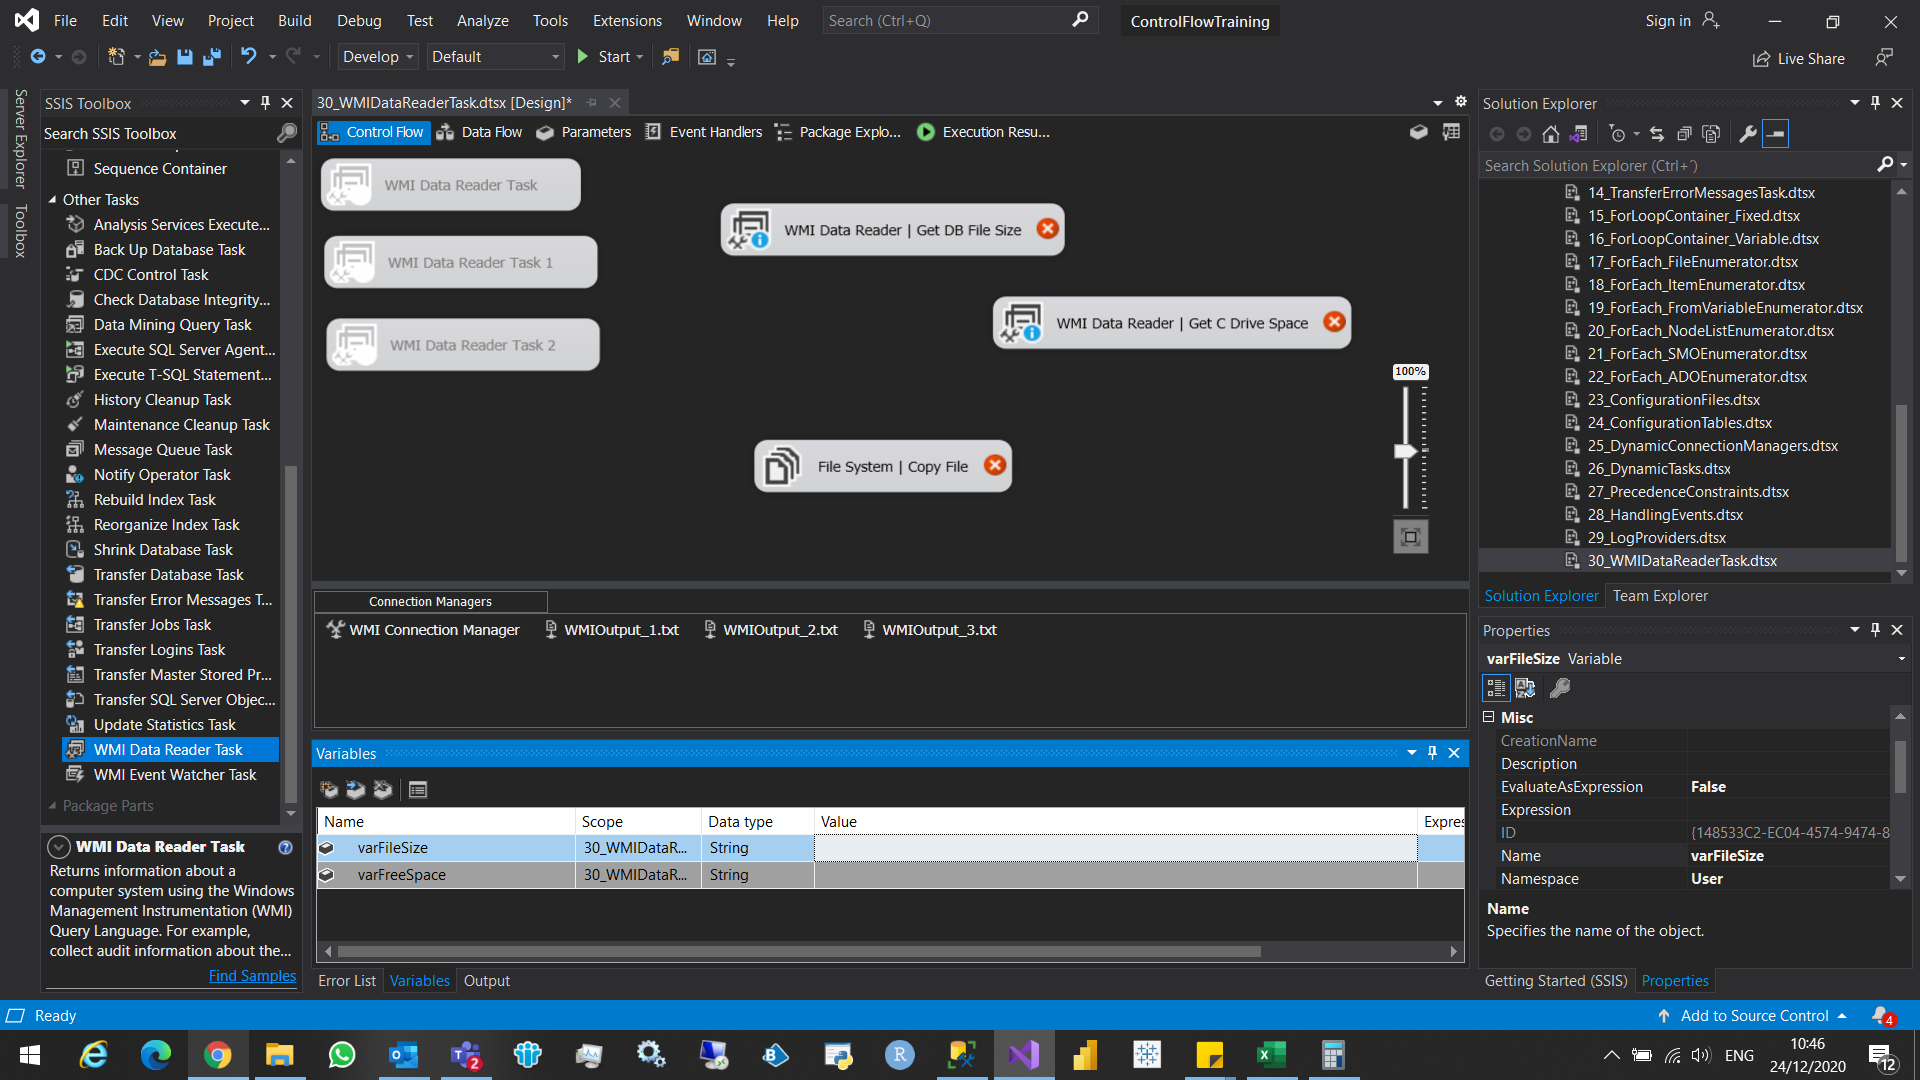 File Edit View Project Build Debug Test Analyze Tools Extensions Window Help Search (Ctrl+Q) ControlFlowTraining Sign in
Develop Default Start Live Share
Server Explorer
Toolbox
SSIS Toolbox
Search SSIS Toolbox
Sequence Container
Other Tasks
Analysis Services Execute...
Back Up Database Task
CDC Control Task
Check Database Integrity...
Data Mining Query Task
Execute SQL Server Agent...
Execute T-SQL Statement...
History Cleanup Task
Maintenance Cleanup Task
Message Queue Task
Notify Operator Task
Rebuild Index Task
Reorganize Index Task
Shrink Database Task
Transfer Database Task
Transfer Error Messages T...
Transfer Jobs Task
Transfer Logins Task
Transfer Master Stored Pr...
Transfer SQL Server Objec...
Update Statistics Task
WMI Data Reader Task
WMI Event Watcher Task
Package Parts
WMI Data Reader Task
Returns information about a
computer system using the Windows
Management Instrumentation (WMI)
Query Language. For example,
collect audit information about the...
Find Samples
30_WMIDataReaderTask.dtsx [Design]*
Control Flow Data Flow Parameters Event Handlers Package Explo... Execution Resu...
WMI Data Reader Task
WMI Data Reader Task 1
WMI Data Reader Task 2
WMI Data Reader | Get DB File Size
WMI Data Reader | Get C Drive Space
File System | Copy File
100%
Connection Managers
WMI Connection Manager WMIOutput_1.txt WMIOutput_2.txt WMIOutput_3.txt
Variables
Name Scope Data type Value Expres
varFileSize 30_WMIDataR... String
varFreeSpace 30_WMIDataR... String
Error List Variables Output
Solution Explorer
Search Solution Explorer (Ctrl+¨)
14_TransferErrorMessagesTask.dtsx
15_ForLoopContainer_Fixed.dtsx
16_ForLoopContainer_Variable.dtsx
17_ForEach_FileEnumerator.dtsx
18_ForEach_ItemEnumerator.dtsx
19_ForEach_FromVariableEnumerator.dtsx
20_ForEach_NodeListEnumerator.dtsx
21_ForEach_SMOEnumerator.dtsx
22_ForEach_ADOEnumerator.dtsx
23_ConfigurationFiles.dtsx
24_ConfigurationTables.dtsx
25_DynamicConnectionManagers.dtsx
26_DynamicTasks.dtsx
27_PrecedenceConstraints.dtsx
28_HandlingEvents.dtsx
29_LogProviders.dtsx
30_WMIDataReaderTask.dtsx
Solution Explorer Team Explorer
Properties
varFileSize Variable
Misc
CreationName
Description
EvaluateAsExpression False
Expression
ID {148533C2-EC04-4574-9474-8
Name varFileSize
Namespace User
Name
Specifies the name of the object.
Getting Started (SSIS) Properties
Ready Add to Source Control 4
2 ENG 10:46
24/12/2020 12